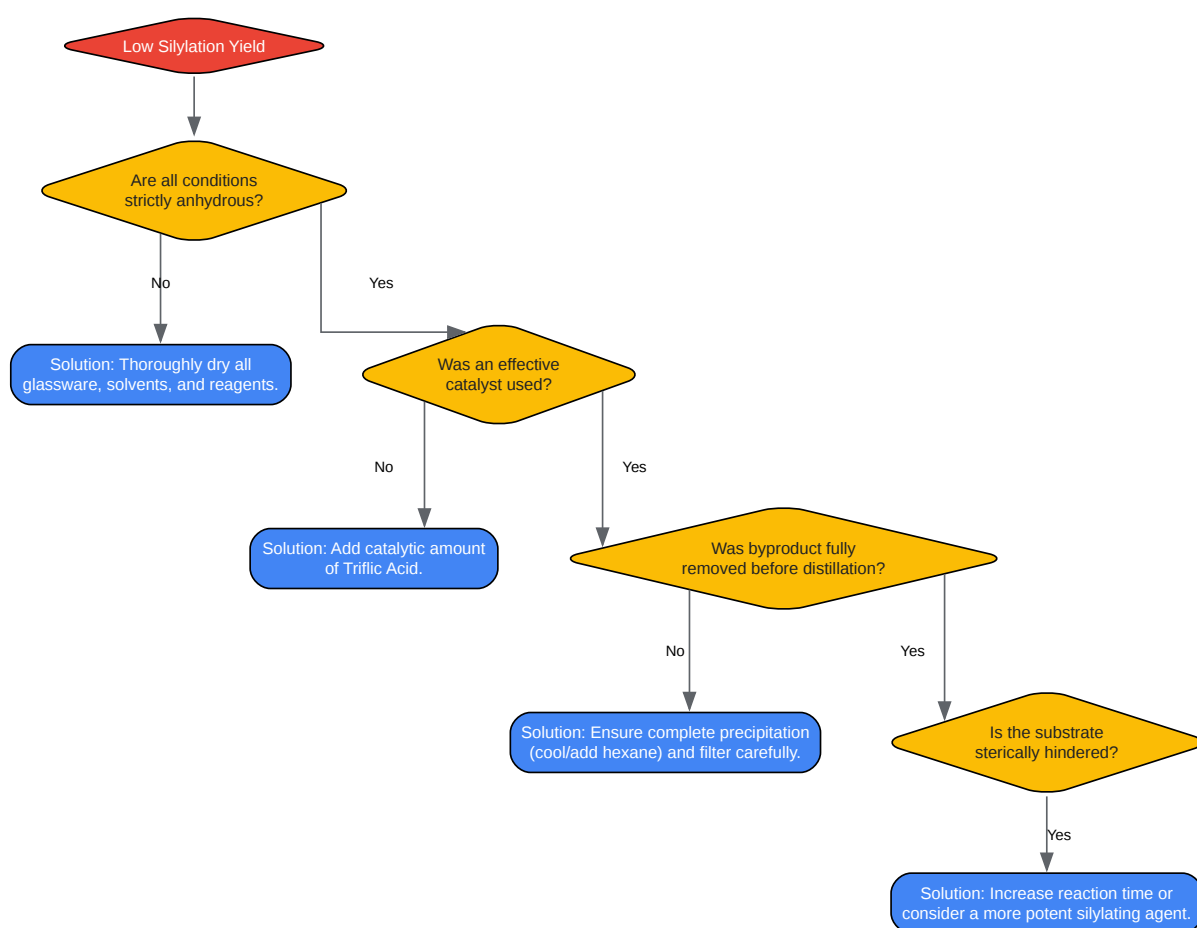 Low Silylation Yield
Are all conditions
strictly anhydrous?
No
Yes
Solution: Thoroughly dry all
glassware, solvents, and reagents.
Was an effective
catalyst used?
No
Yes
Solution: Add catalytic amount
of Triflic Acid.
Was byproduct fully
removed before distillation?
No
Yes
Solution: Ensure complete precipitation
(cool/add hexane) and filter carefully.
Is the substrate
sterically hindered?
Yes
Solution: Increase reaction time or
consider a more potent silylating agent.